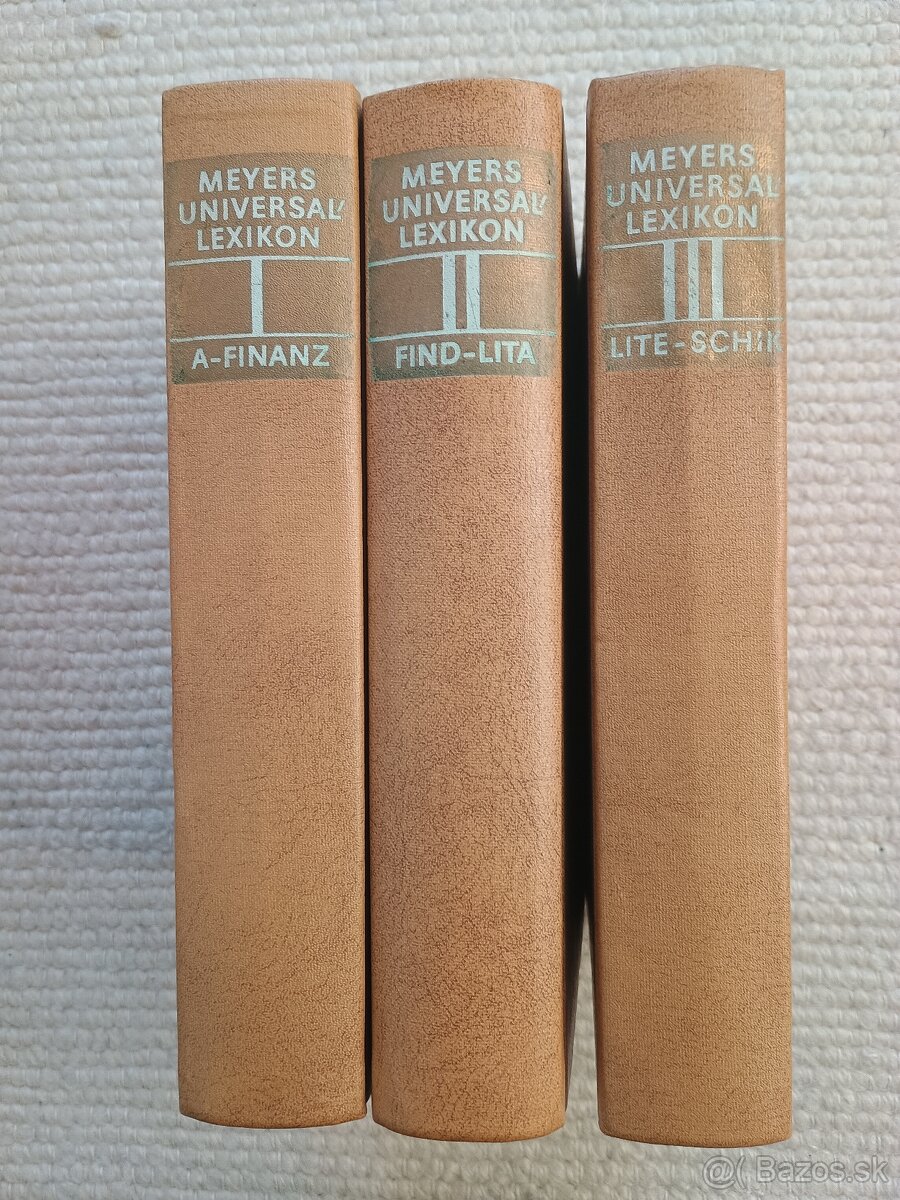 MEYERS
UNIVERSAL-
LEXIKON
I
A-FINANZ
MEYERS
UNIVERSAL-
LEXIKON
II
FIND-LITA
MEYERS
UNIVERSAL-
LEXIKON
III
LITE-SCHIK
@( Bazos.sk